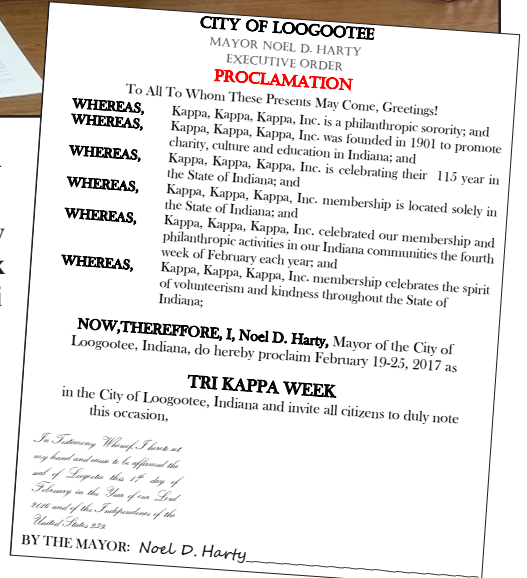 CITY OF LOOGOOTEE
MAYOR NOEL D. HARTY
EXECUTIVE ORDER
PROCLAMATION
To All To Whom These Presents May Come, Greetings!
WHEREAS, Kappa, Kappa, Kappa, Inc. is a philanthropic sorority; and
WHEREAS, Kappa, Kappa, Kappa, Inc. was founded in 1901 to promote
charity, culture and education in Indiana; and
WHEREAS, Kappa, Kappa, Kappa, Inc. is celebrating their 115 year in
the State of Indiana; and
WHEREAS, Kappa, Kappa, Kappa, Inc. membership is located solely in
the State of Indiana; and
WHEREAS, Kappa, Kappa, Kappa, Inc. celebrated our membership and
philanthropic activities in our Indiana communities the fourth
week of February each year; and
WHEREAS, Kappa, Kappa, Kappa, Inc. membership celebrates the spirit
of volunteerism and kindness throughout the State of
Indiana;
NOW,THEREFFORE, I, Noel D. Harty, Mayor of the City of
Loogootee, Indiana, do hereby proclaim February 19-25, 2017 as
TRI KAPPA WEEK
in the City of Loogootee, Indiana and invite all citizens to duly note
this occasion,
In Testimony Whereof, I hereto set
my hand and cause to be affirmed the
seal of Loogootee this 17th day of
February in the Year of our Lord
2016 and of the Independence of the
United States 239
BY THE MAYOR: Noel D. Harty